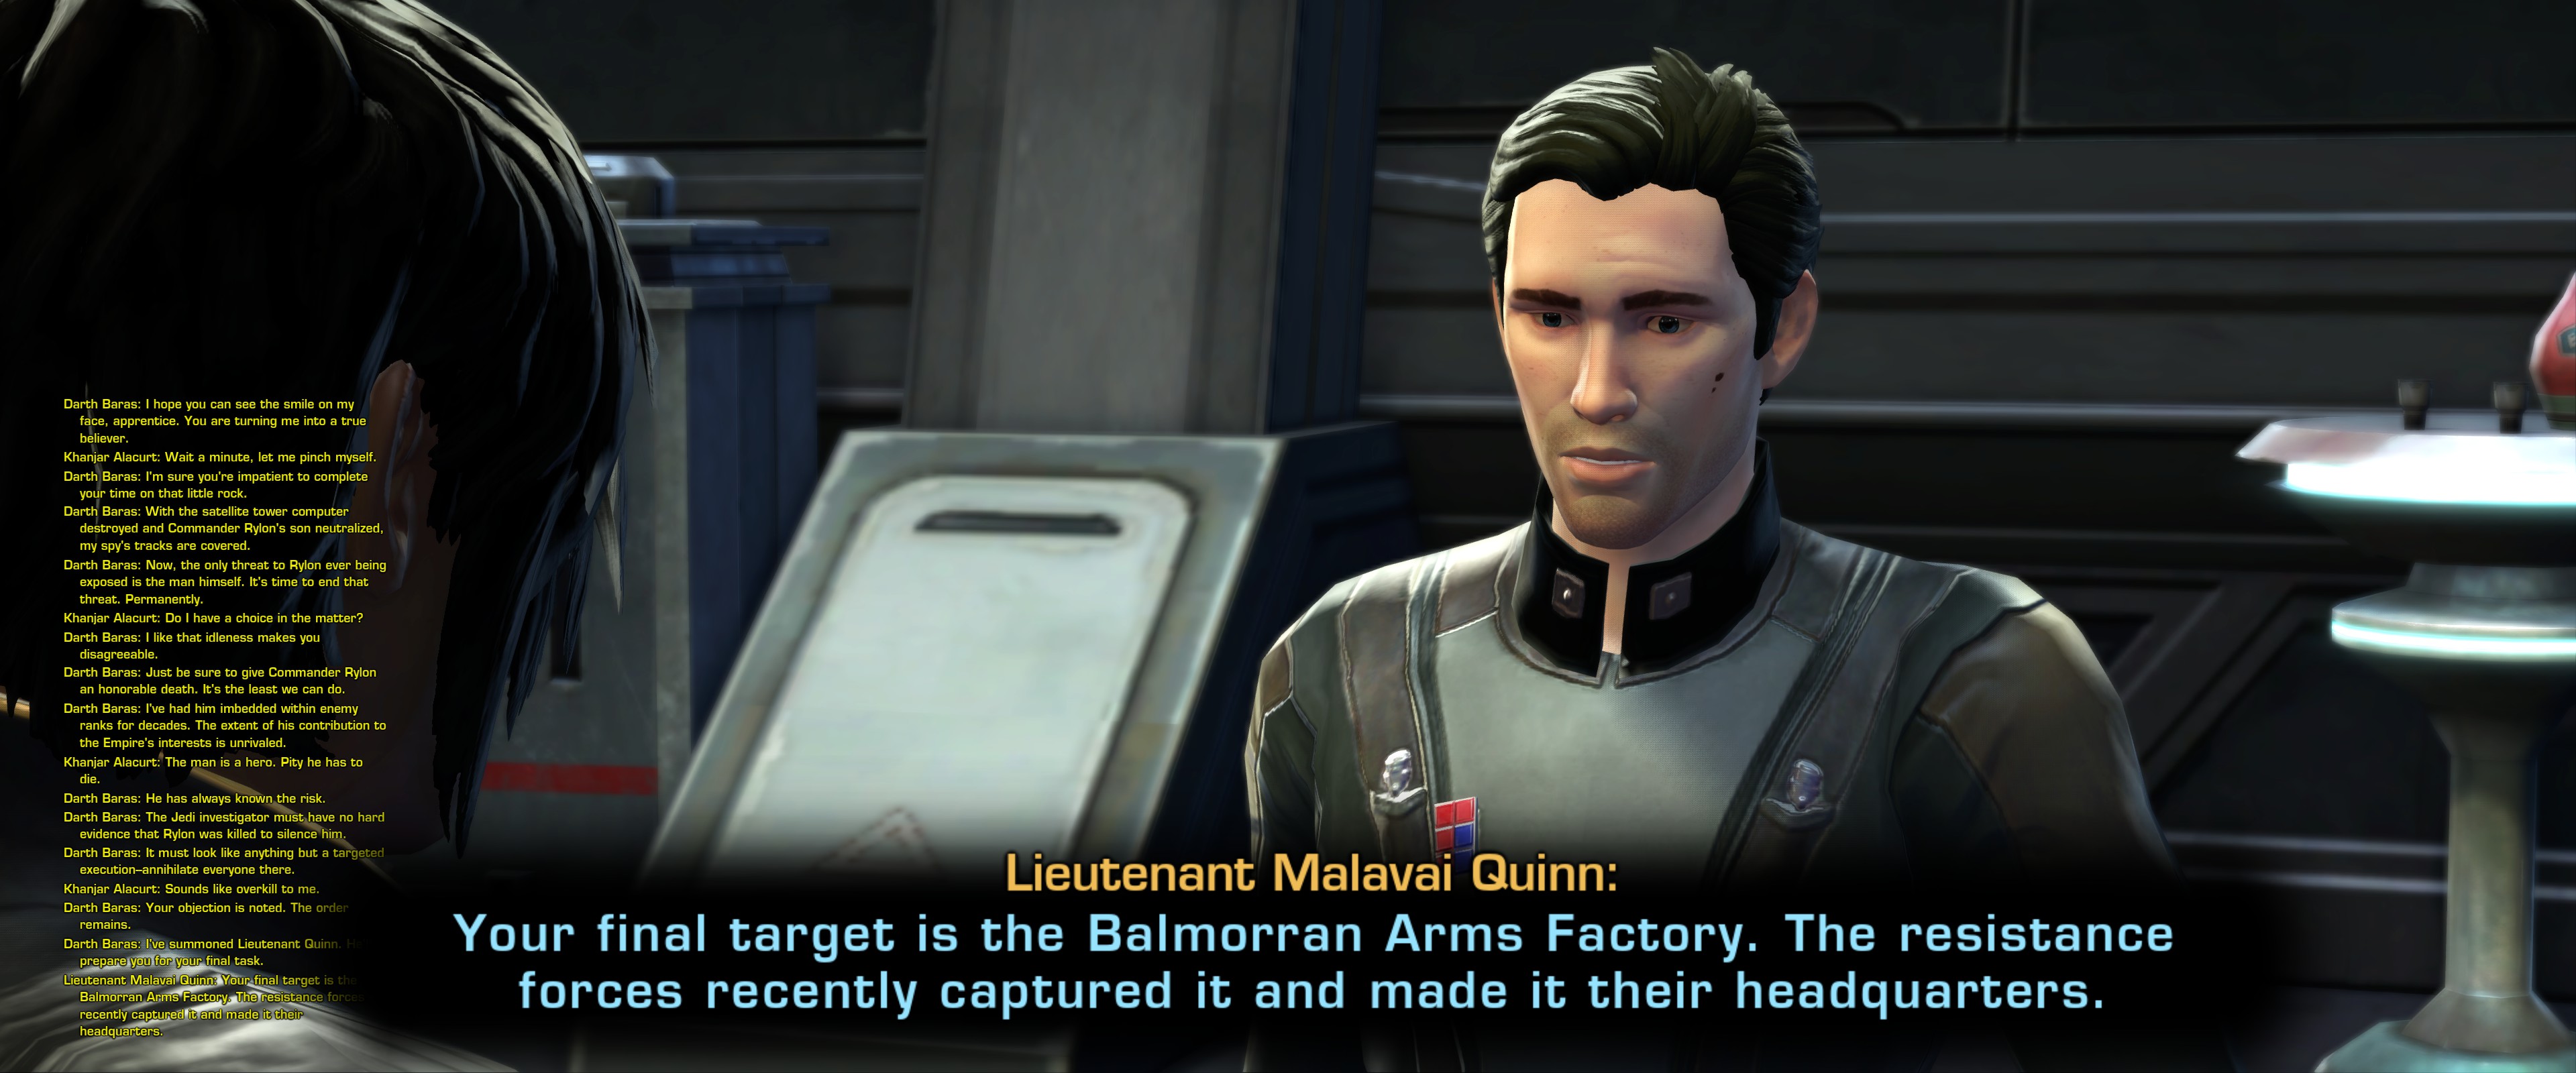 Darth Baras: I hope you can see the smile on my
face, apprentice. You are turning me into a true
believer.
Khanjar Alacurt: Wait a minute, let me pinch myself.
Darth Baras: I'm sure you're impatient to complete
your time on that little rock.
Darth Baras: With the satellite tower computer
destroyed and Commander Rylon's son neutralized,
my spy's tracks are covered.
Darth Baras: Now, the only threat to Rylon ever being
exposed is the man himself. It's time to end that
threat. Permanently.
Khanjar Alacurt: Do I have a choice in the matter?
Darth Baras: I like that idleness makes you
disagreeable.
Darth Baras: Just be sure to give Commander Rylon
an honorable death. It's the least we can do.
Darth Baras: I've had him imbedded within enemy
ranks for decades. The extent of his contribution to
the Empire's interests is unrivaled.
Khanjar Alacurt: The man is a hero. Pity he has to
die.
Darth Baras: He has always known the risk.
Darth Baras: The Jedi investigator must have no hard
evidence that Rylon was killed to silence him.
Darth Baras: It must look like anything but a targeted
execution–annihilate everyone there.
Khanjar Alacurt: Sounds like overkill to me.
Darth Baras: Your objection is noted. The order
remains.
Darth Baras: I've summoned Lieutenant Quinn.
prepare you for your final task.
Lieutenant Malavai Quinn: Your final target is the
Balmorran Arms Factory. The resistance forces
recently captured it and made it their
headquarters.
Lieutenant Malavai Quinn:
Your final target is the Balmorran Arms Factory. The resistance
forces recently captured it and made it their headquarters.